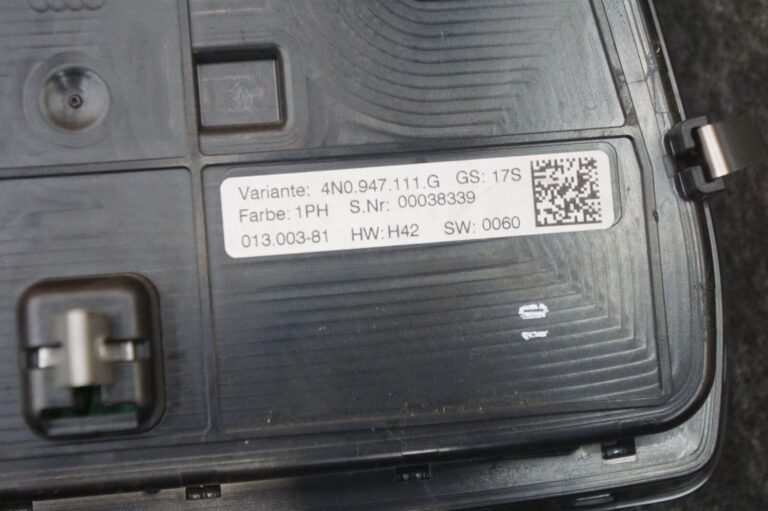 Variante: 4N0.947.111.G GS: 17S
Farbe: 1PH S.Nr: 00038339
013.003-81 HW: H42 SW: 0060